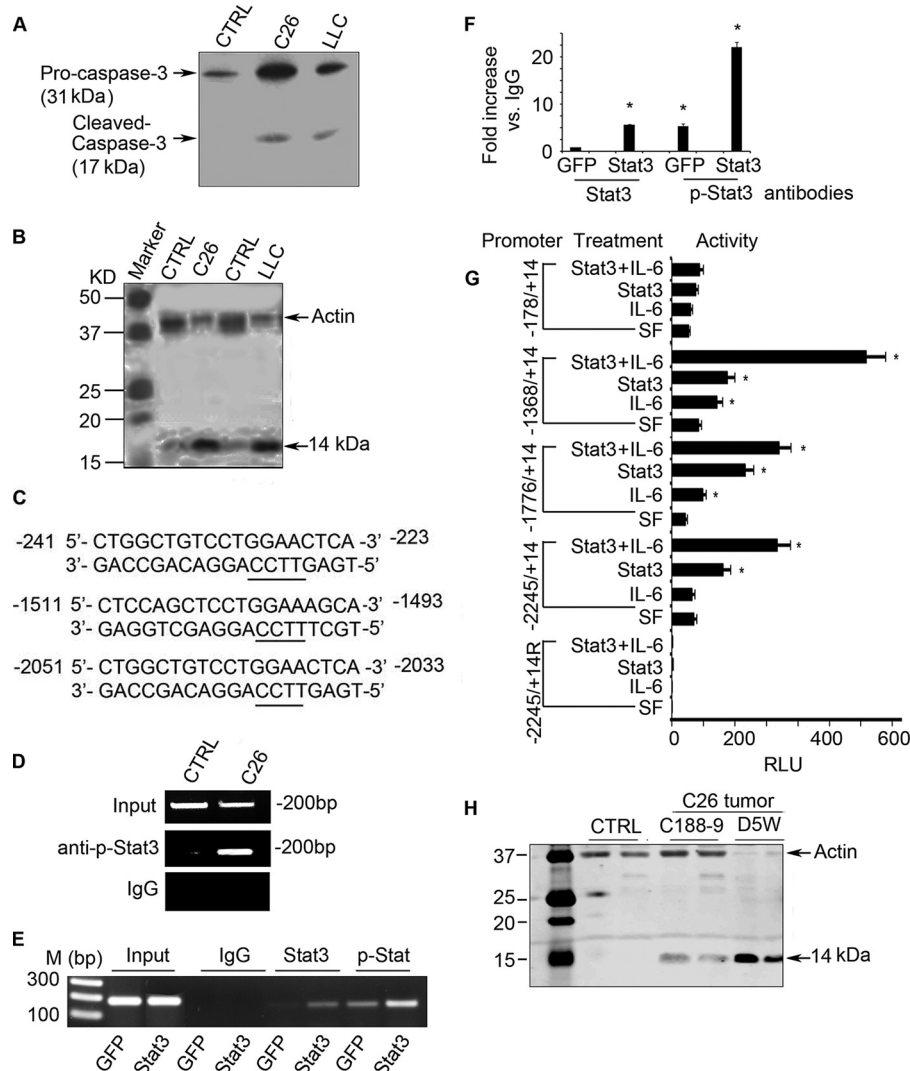 A
CTRL
C26
LLC
Pro-caspase-3
(31 kDa)
Cleaved-
Caspase-3
(17 kDa)
B
KD
Marker
CTRL
C26
CTRL
LLC
50
37
25
20
15
Actin
14 kDa
C
-241 5’- CTGGCTGTCCTGGAACTCA -3’ -223
3’- GACCGACAGGACCTTGAGT-5’
-1511 5’- CTCCAGCTCCTGGAAAGCA-3’ -1493
3’- GAGGTCGAGGACCTTTCGT-5’
-2051 5’- CTGGCTGTCCTGGAACTCA -3’ -2033
3’- GACCGACAGGACCTTGAGT-5’
D
CTRL
C26
Input
-200bp
anti-p-Stat3
-200bp
IgG
E
M (bp)
Input
IgG
Stat3
p-Stat
300
100
GFP
Stat3
GFP
Stat3
GFP
Stat3
GFP
Stat3
F
Fold increase
vs. IgG
20
10
0
*
*
*
GFP Stat3 GFP Stat3
Stat3 p-Stat3 antibodies
G
Promoter Treatment Activity
-178/+14
Stat3+IL-6
Stat3
IL-6
SF
-1368/+14
Stat3+IL-6 *
Stat3 *
IL-6 *
SF
-1776/+14
Stat3+IL-6 *
Stat3 *
IL-6 *
SF
-2245/+14
Stat3+IL-6 *
Stat3 *
IL-6
SF
-2245/+14R
Stat3+IL-6
Stat3
IL-6
SF
0 200 400 600
RLU
H
C26 tumor
CTRL C188-9 D5W
37
25
20
15
Actin
14 kDa